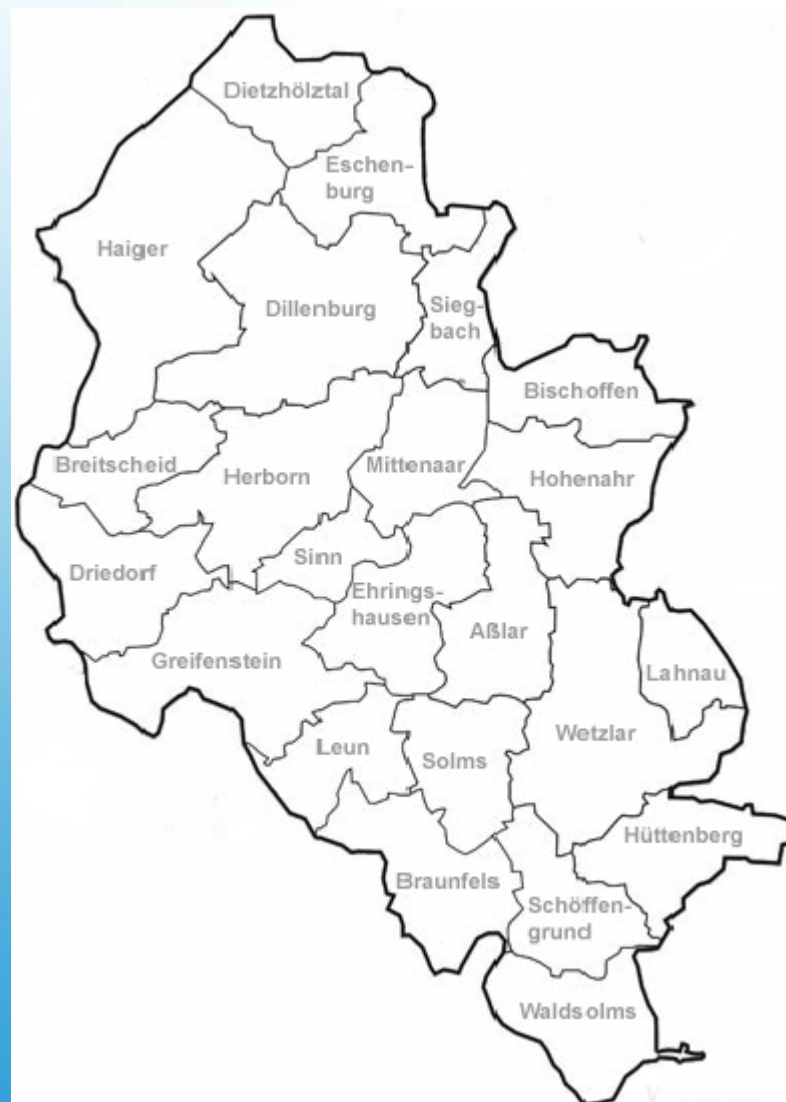 Dietzhölztal
Eschen-
burg
Haiger
Dillenburg
Sieg-
bach
Bischoffen
Breitscheid
Herborn
Mittenaar
Hohenahr
Sinn
Driedorf
Ehrings-
hausen
Aßlar
Greifenstein
Lahnau
Leun
Solms
Wetzlar
Hüttenberg
Braunfels
Schöffen-
grund
Waldsolms